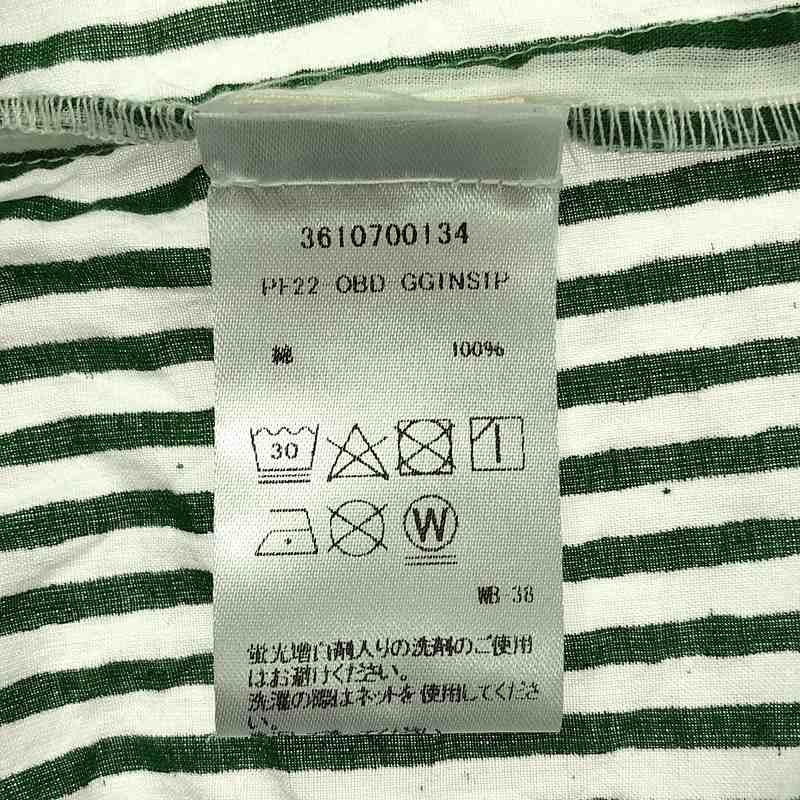 3610700134
PF22 OBD GGINSTP
綿 100%
30
W
WB-38
蛍光増白剤入りの洗剤のご使用
はお避けください。
洗濯の際はネットを使用してくださ
い。